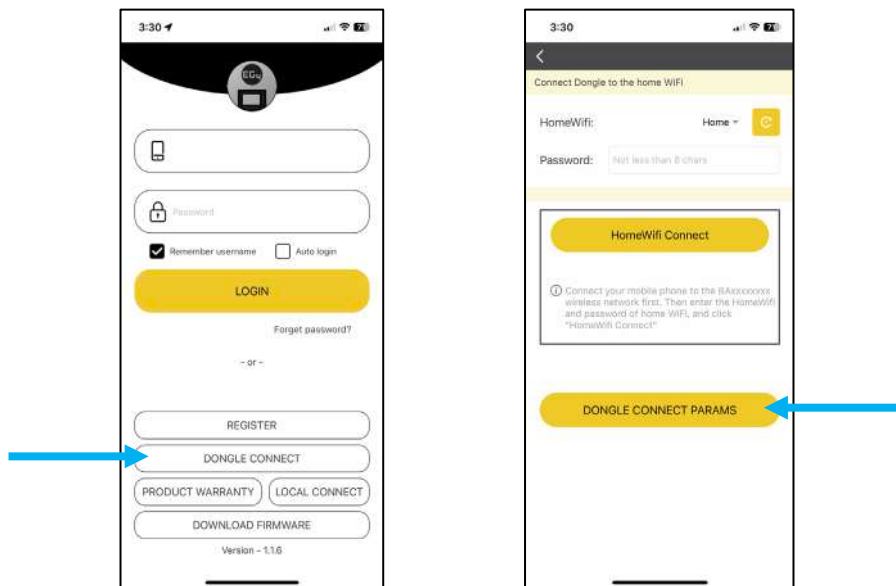 3:30
71
EG4
Password
Remember username
Auto login
LOGIN
Forget password?
- or -
REGISTER
DONGLE CONNECT
PRODUCT WARRANTY
LOCAL CONNECT
DOWNLOAD FIRMWARE
Version - 1.1.6
3:30
71
Connect Dongle to the home WIFI
HomeWifi:
Home
Password:
Not less than 8 chars
HomeWifi Connect
Connect your mobile phone to the BAxxxxxxxx
wireless network first. Then enter the HomeWifi
and password of home WIFI, and click
"HomeWifi Connect"
DONGLE CONNECT PARAMS